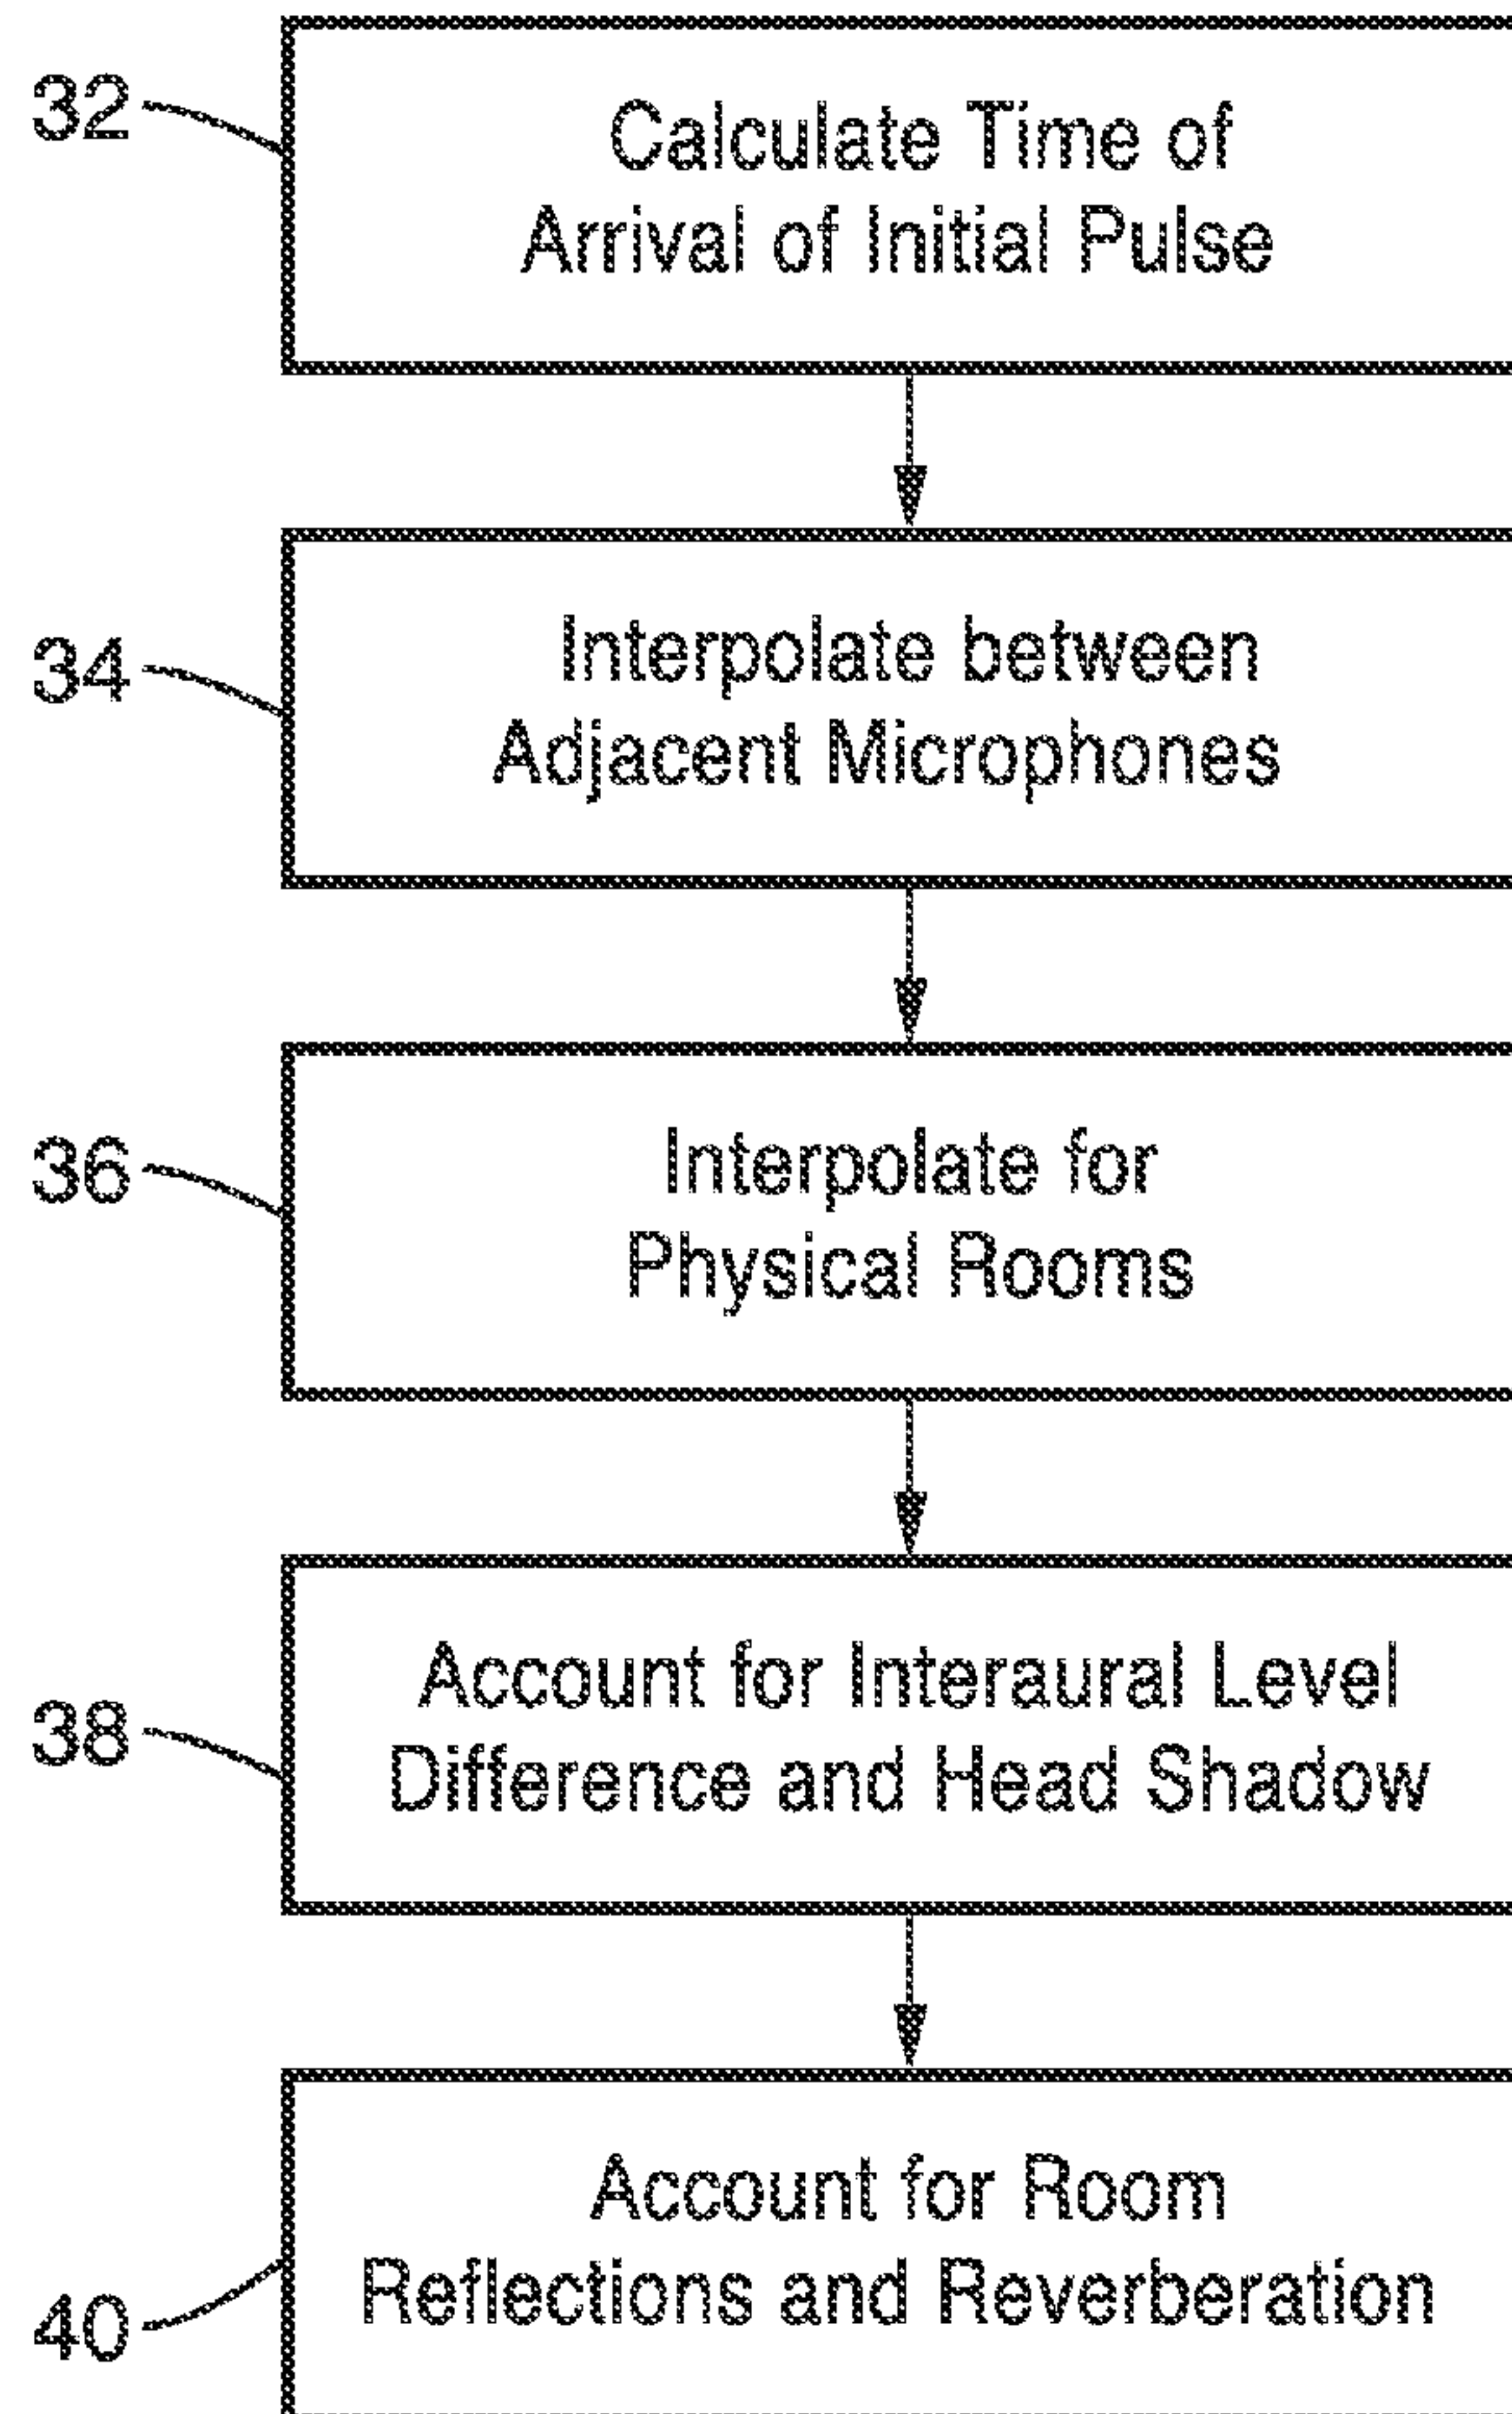 32
Calculate Time of
Arrival of Initial Pulse
34
Interpolate between
Adjacent Microphones
36
Interpolate for
Physical Rooms
38
Account for Interaural Level
Difference and Head Shadow
40
Account for Room
Reflections and Reverberation